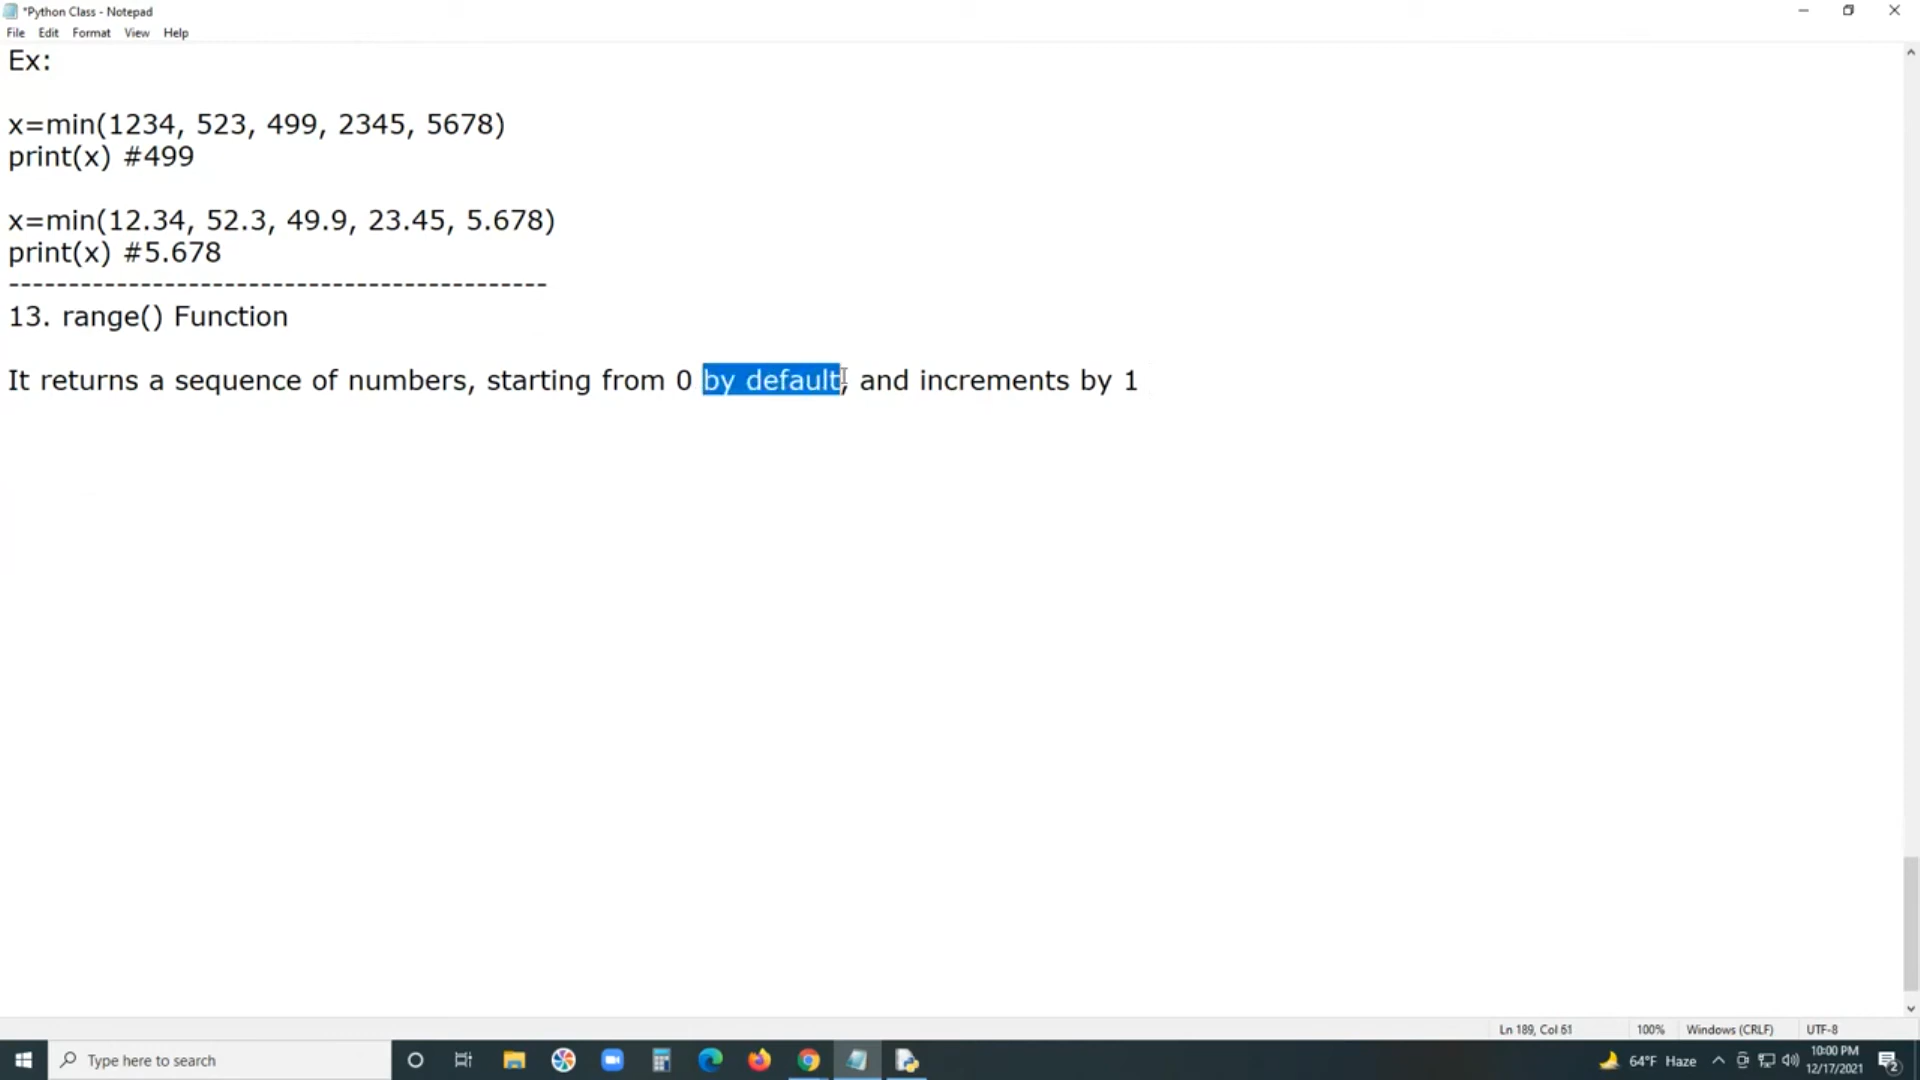 *Python Class - Notepad
File Edit Format View Help
Ex:
x=min(1234, 523, 499, 2345, 5678)
print(x) #499
x=min(12.34, 52.3, 49.9, 23.45, 5.678)
print(x) #5.678
--------------------------------------------
13. range() Function
It returns a sequence of numbers, starting from 0 by default, and increments by 1
Ln 189, Col 61 100% Windows (CRLF) UTF-8
Type here to search
64°F Haze
10:00 PM
12/17/2021
2